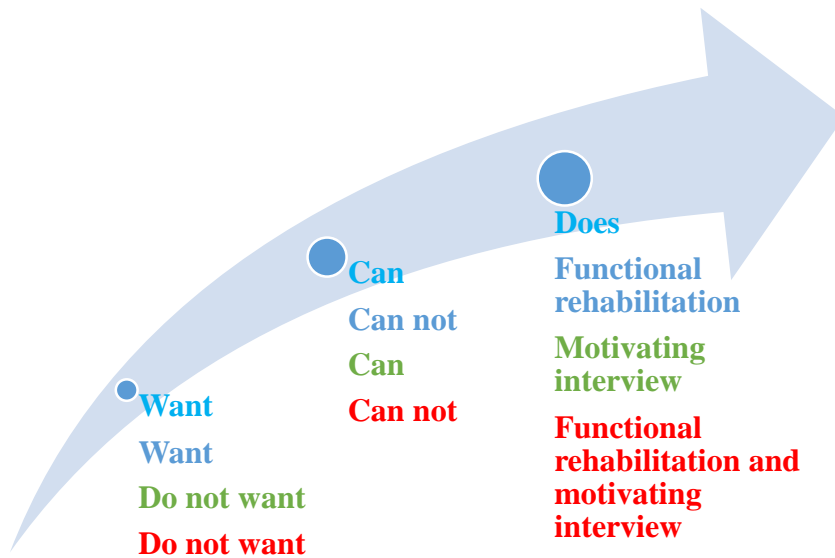 Want
Want
Do not want
Do not want
Can
Can not
Can
Can not
Does
Functional
rehabilitation
Motivating
interview
Functional
rehabilitation and
motivating
interview